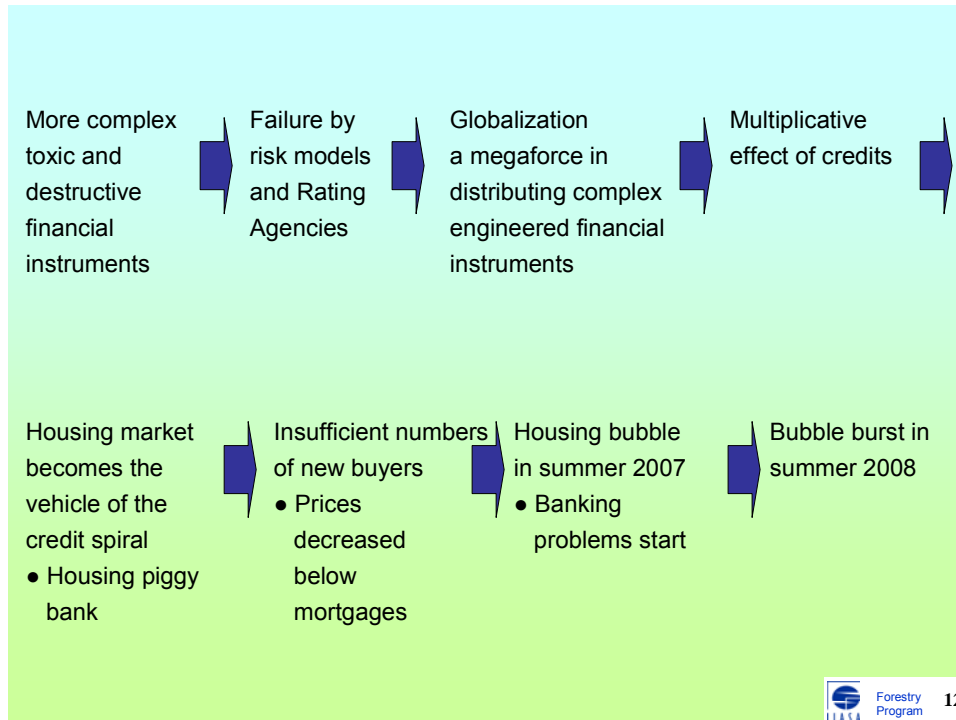 More complex
toxic and
destructive
financial
instruments
Failure by
risk models
and Rating
Agencies
Globalization
a megaforce in
distributing complex
engineered financial
instruments
Multiplicative
effect of credits
Housing market
becomes the
vehicle of the
credit spiral
● Housing piggy
bank
Insufficient numbers
of new buyers
● Prices
decreased
below
mortgages
Housing bubble
in summer 2007
● Banking
problems start
Bubble burst in
summer 2008
IIASA
Forestry
Program
12